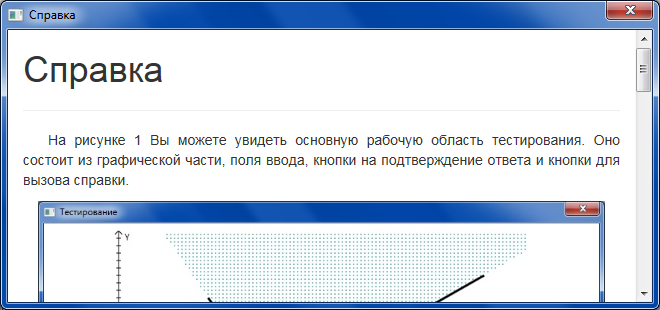 Справка
Справка
На рисунке 1 Вы можете увидеть основную рабочую область тестирования. Оно
состоит из графической части, поля ввода, кнопки на подтверждение ответа и кнопки для
вызова справки.
Тестирование
Y